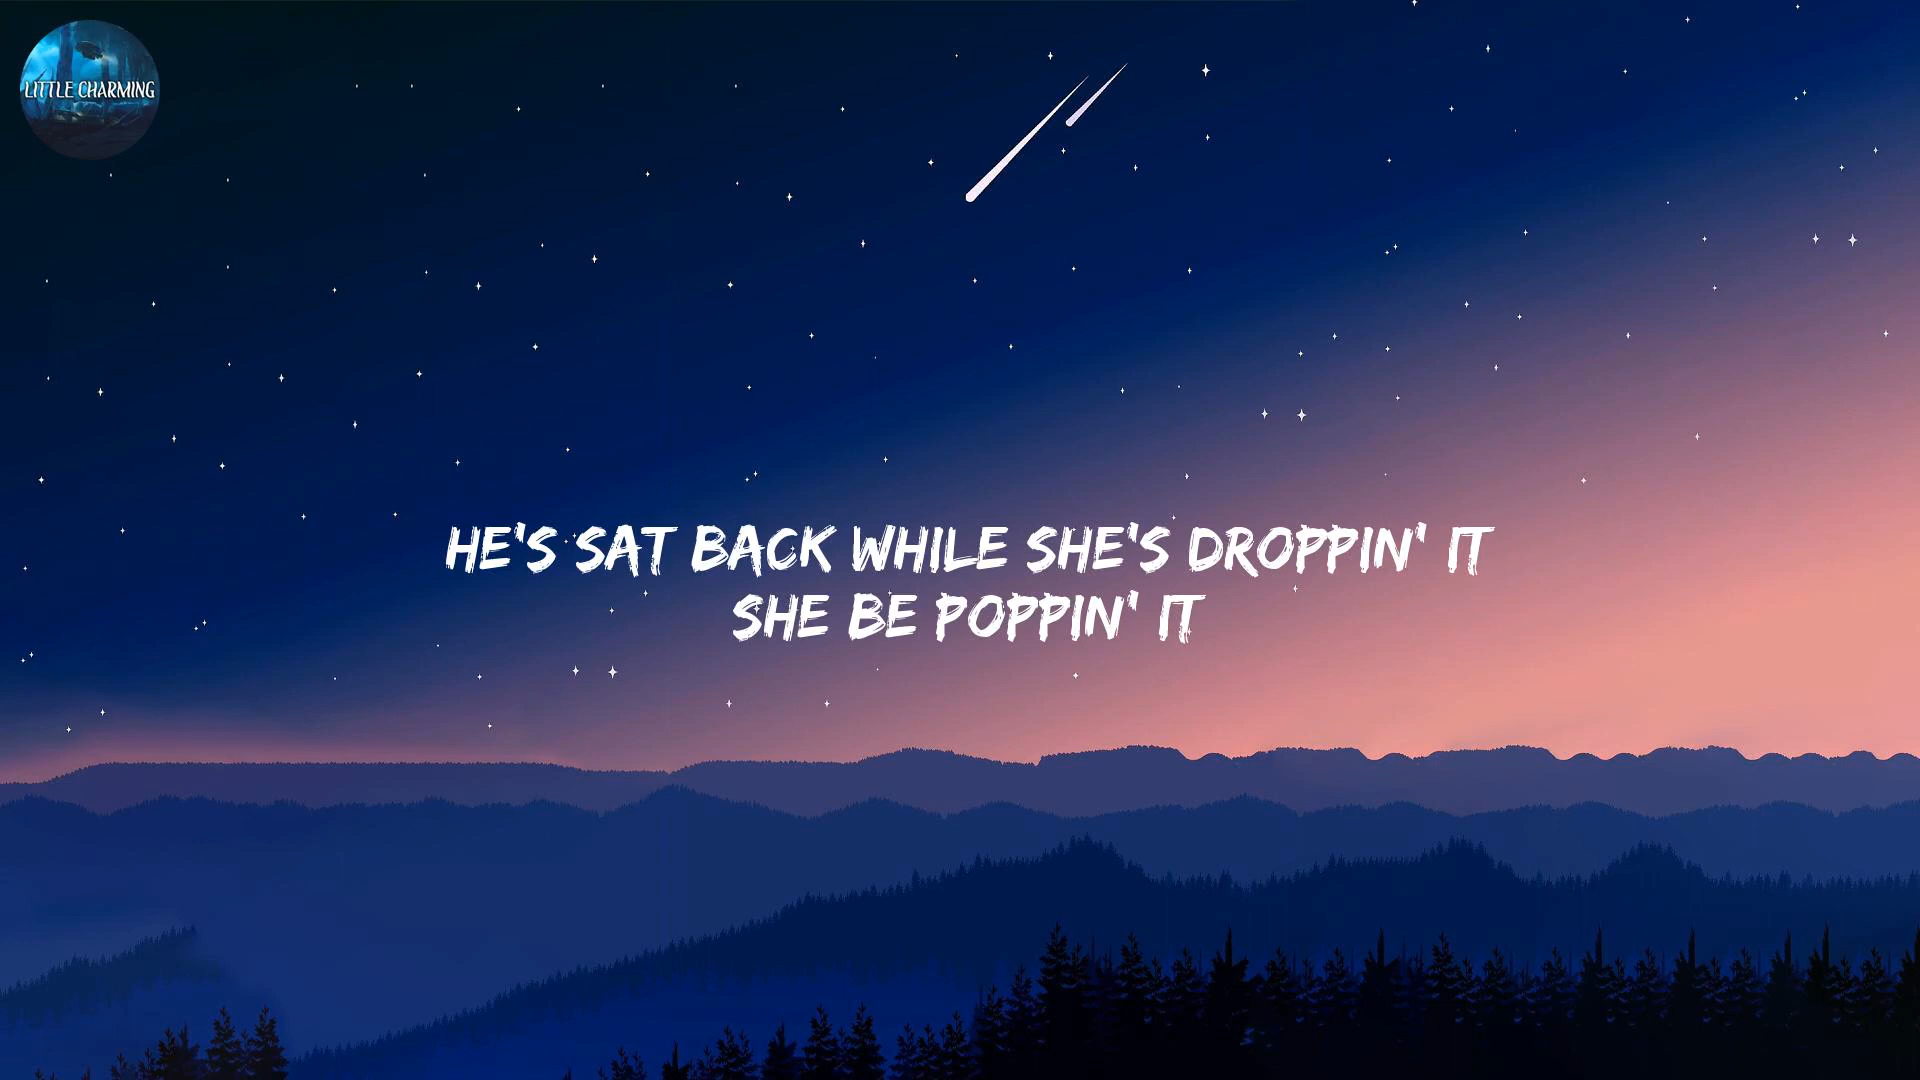 LITTLE CHARMING
HE'S SAT BACK WHILE SHE'S DROPPIN' IT
SHE BE POPPIN' IT